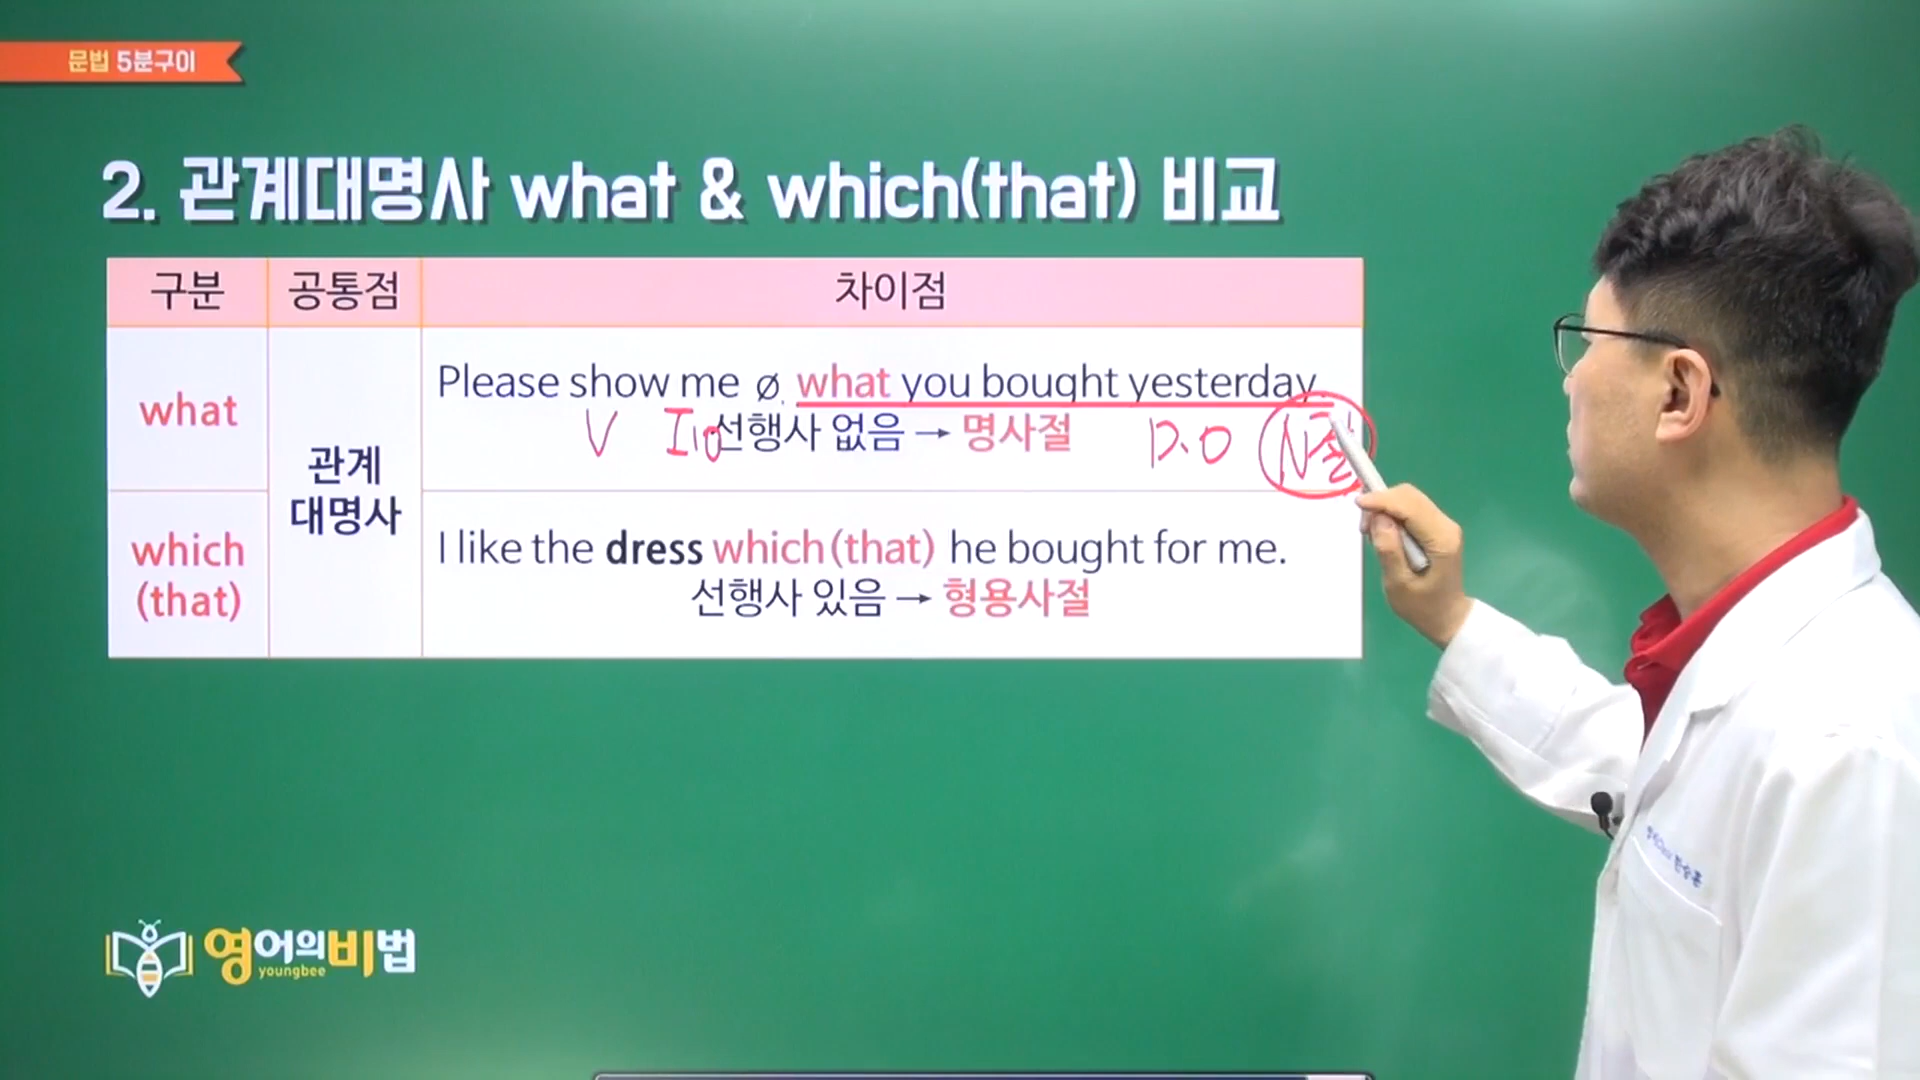 문법 5분구이
2. 관계대명사 what & which(that) 비교
구분 공통점 차이점
what
관계
대명사
Please show me ø what you bought yesterday.
V I.O 선행사 없음 → 명사절 D.O N절
which
(that)
I like the dress which(that) he bought for me.
선행사 있음 → 형용사절
영어의비법
youngbee